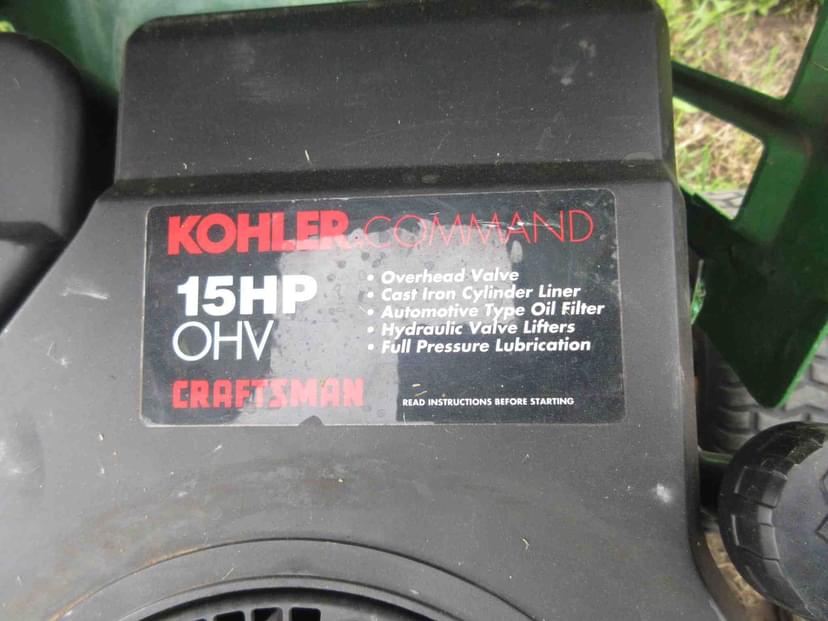 KOHLER. COMMAND
15HP
OHV
• Overhead Valve
• Cast Iron Cylinder Liner
• Automotive Type Oil Filter
• Hydraulic Valve Lifters
• Full Pressure Lubrication
CRAFTSMAN
READ INSTRUCTIONS BEFORE STARTING